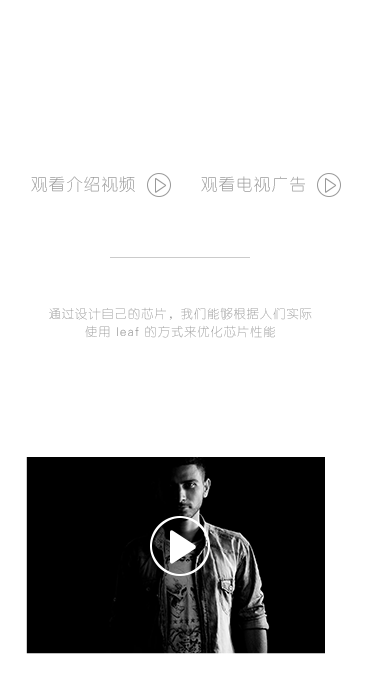 观看介绍视频 观看电视广告
通过设计自己的芯片，我们能够根据人们实际
使用 leaf 的方式来优化芯片性能